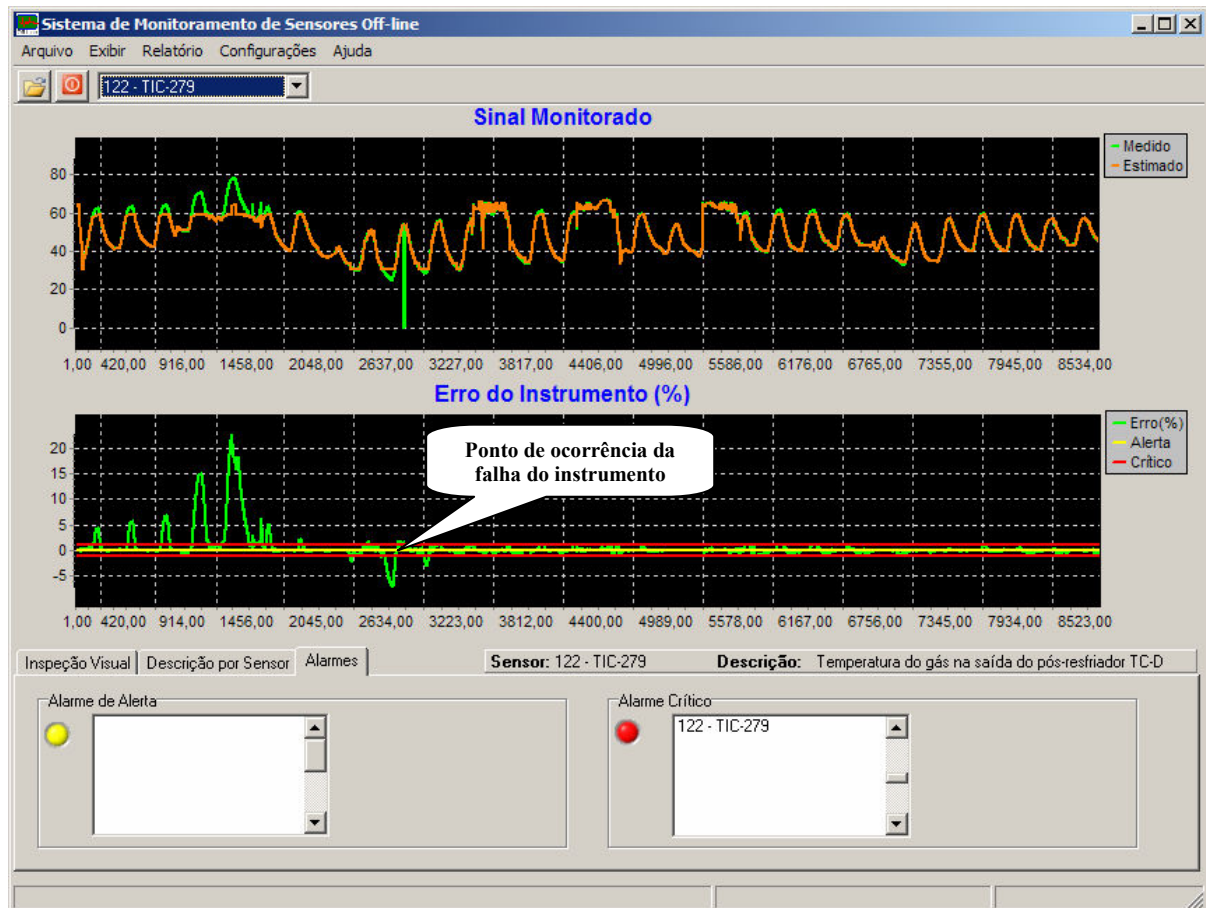 Sistema de Monitoramento de Sensores Off-line
Arquivo Exibir Relatório Configurações Ajuda
122 - TIC-279
Sinal Monitorado
Medido
Estimado
80
60
40
20
0
1,00 420,00 916,00 1458,00 2048,00 2637,00 3227,00 3817,00 4406,00 4996,00 5586,00 6176,00 6765,00 7355,00 7945,00 8534,00
Erro do Instrumento (%)
Erro(%)
Alerta
Crítico
Ponto de ocorrência da
falha do instrumento
20
15
10
5
0
-5
1,00 420,00 914,00 1456,00 2045,00 2634,00 3223,00 3812,00 4400,00 4989,00 5578,00 6167,00 6756,00 7345,00 7934,00 8523,00
Inspeção Visual Descrição por Sensor Alarmes
Sensor: 122 - TIC-279 Descrição: Temperatura do gás na saída do pós-resfriador TC-D
Alarme de Alerta
Alarme Crítico
122 - TIC-279